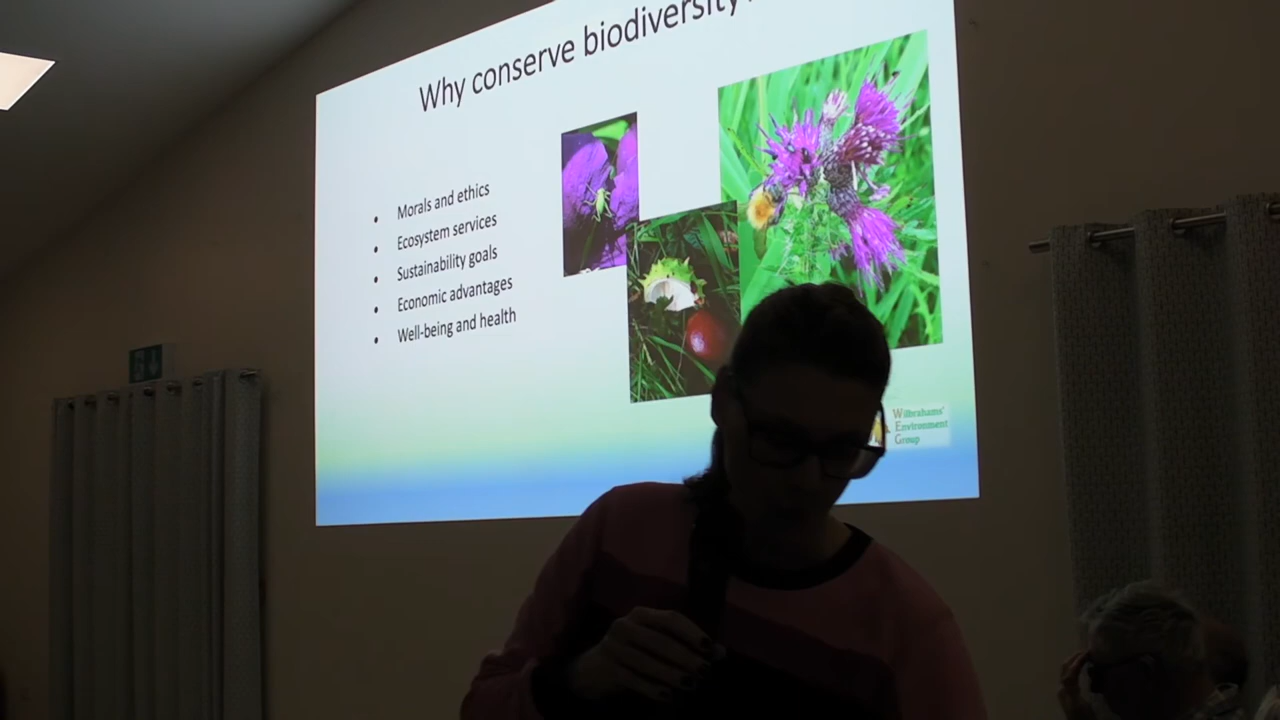 Why conserve biodiversity
• Morals and ethics
• Ecosystem services
• Sustainability goals
• Economic advantages
• Well-being and health
Wilbrahams'
Environment
Group